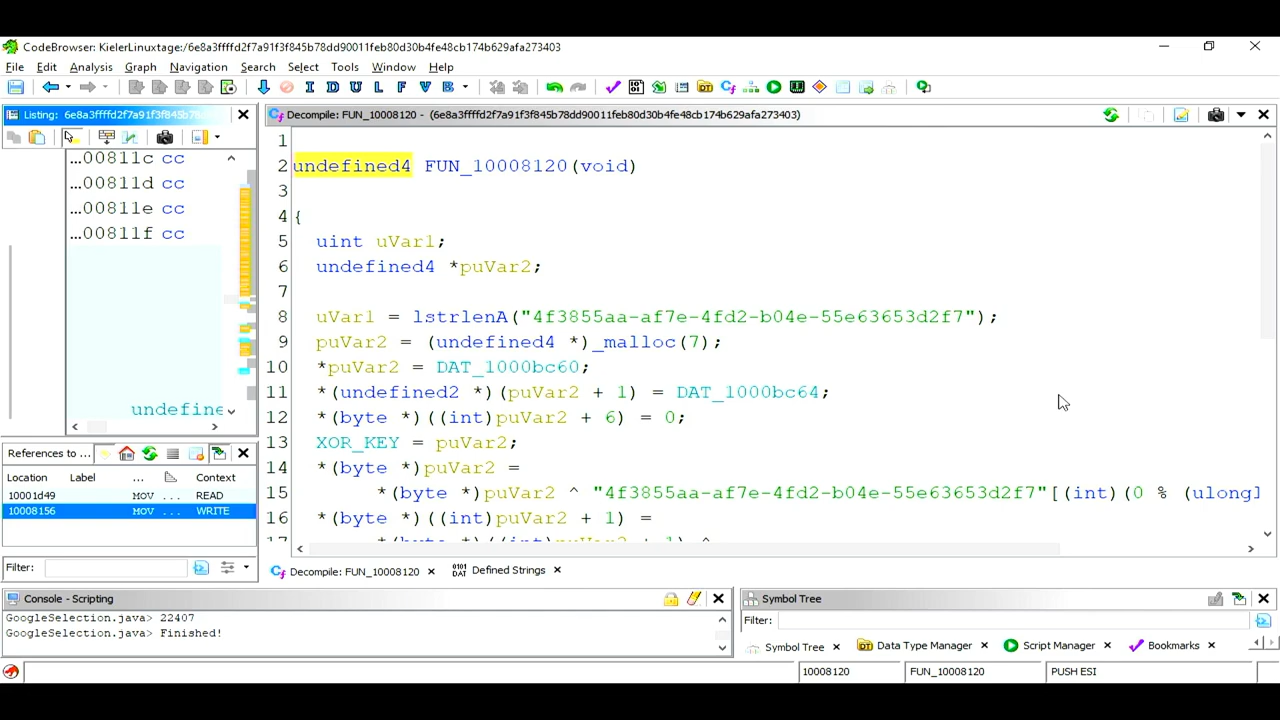 CodeBrowser: KielerLinuxtage:/6e8a3ffffd2f7a91f3f845b78dd90011feb80d30b4fe48cb174b629afa273403
File Edit Analysis Graph Navigation Search Select Tools Window Help
I D U L F V B
Listing: 6e8a3ffffd2f7a91f3f845b78
Decompile: FUN_10008120 - (6e8a3ffffd2f7a91f3f845b78dd90011feb80d30b4fe48cb174b629afa273403)
...00811c cc
...00811d cc
...00811e cc
...00811f cc
undefine
1
2 undefined4 FUN_10008120(void)
3
4 {
5 uint uVar1;
6 undefined4 *puVar2;
7
8 uVar1 = lstrlenA("4f3855aa-af7e-4fd2-b04e-55e63653d2f7");
9 puVar2 = (undefined4 *)_malloc(7);
10 *puVar2 = DAT_1000bc60;
11 *(undefined2 *)(puVar2 + 1) = DAT_1000bc64;
12 *(byte *)((int)puVar2 + 6) = 0;
13 XOR_KEY = puVar2;
14 *(byte *)puVar2 =
15 *(byte *)puVar2 ^ "4f3855aa-af7e-4fd2-b04e-55e63653d2f7"[(int)(0 % (ulong)
16 *(byte *)((int)puVar2 + 1) =
17 *(byte *)((int)puVar2 + 1) ^
References to ...
Location Label ... Context
10001d49 MOV ... READ
10008156 MOV ... WRITE
Filter:
Decompile: FUN_10008120 Defined Strings
Console - Scripting
GoogleSelection.java> 22407
GoogleSelection.java> Finished!
Symbol Tree
Filter:
Symbol Tree Data Type Manager Script Manager Bookmarks
10008120 FUN_10008120 PUSH ESI